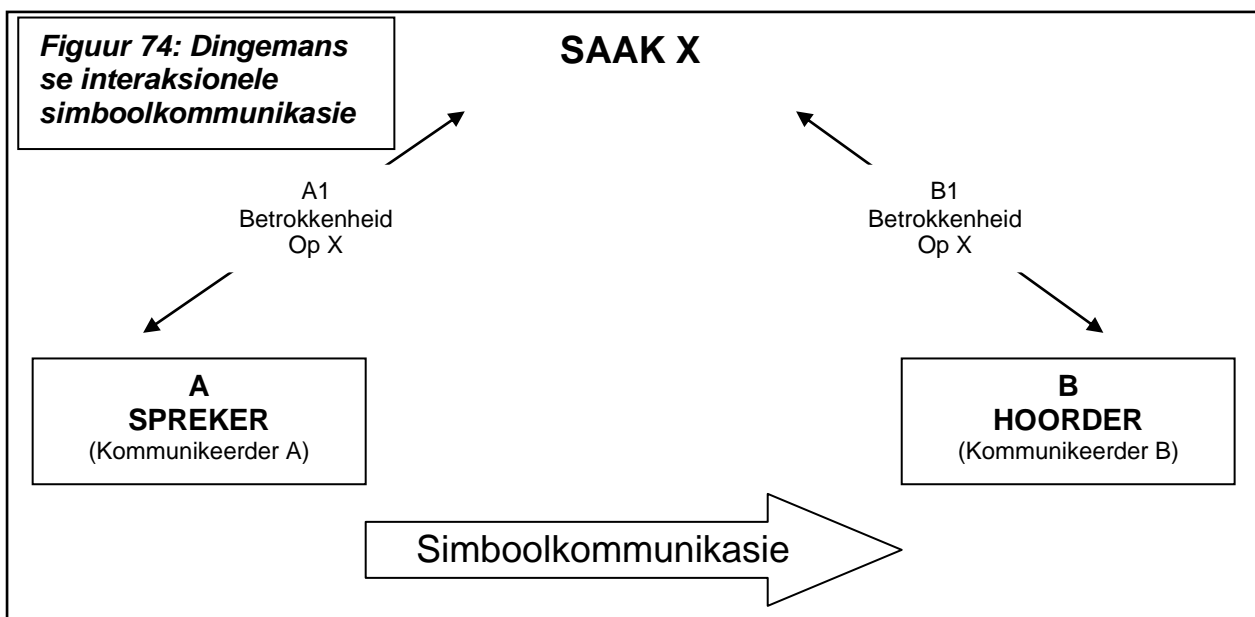 Figuur 74: Dingemans
se interaksionele
simboolkommunikasie
SAAK X
A1
Betrokkenheid
Op X
B1
Betrokkenheid
Op X
A
SPREKER
(Kommunikeerder A)
B
HOORDER
(Kommunikeerder B)
Simboolkommunikasie